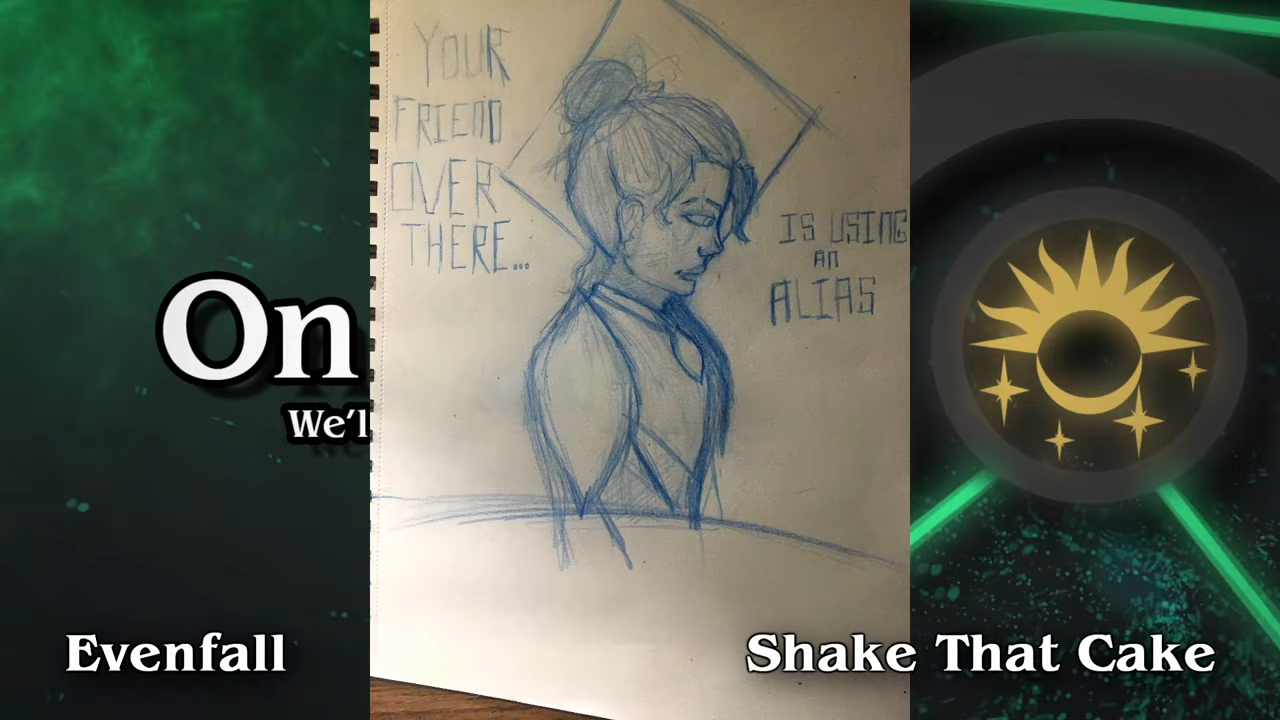 YOUR
FRIEND
OVER
THERE...
IS USING
AN
ALIAS
On
We'l
Evenfall
Shake That Cake